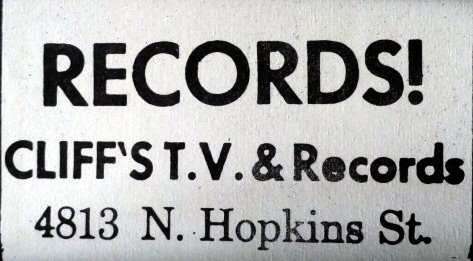 RECORDS!
CLIFF'S T.V. & Records
4813 N. Hopkins St.